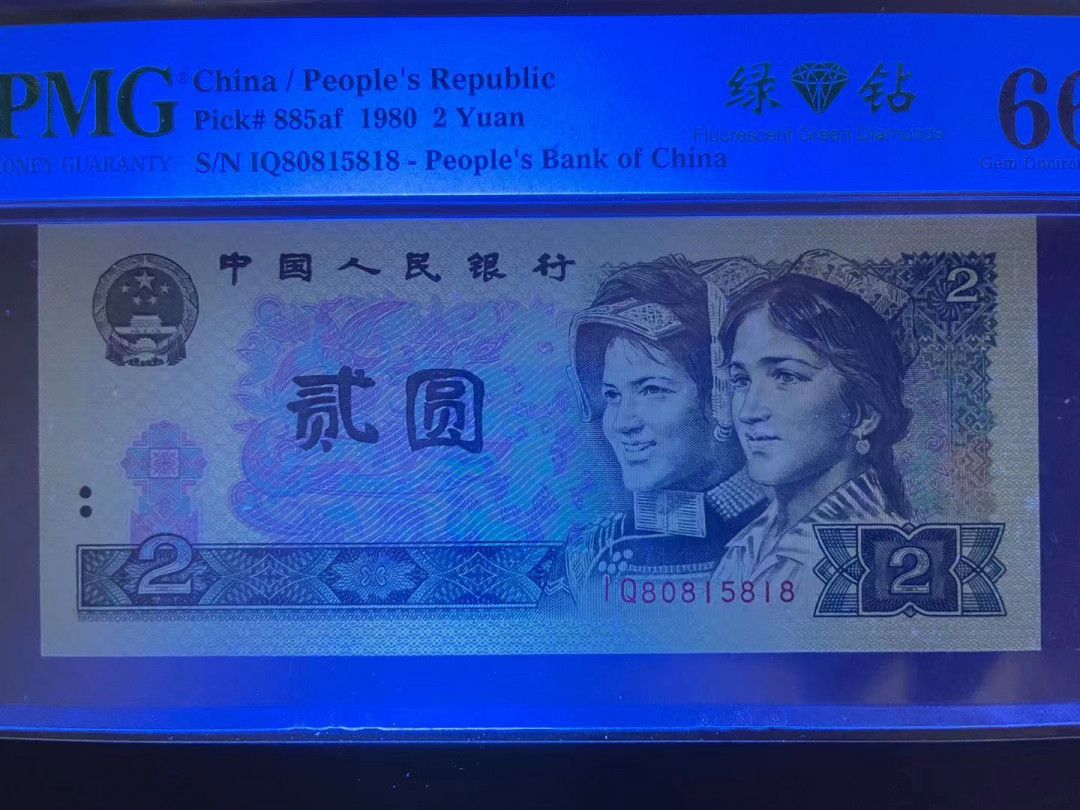 PMG®
ONEY GUARANTY
China / People's Republic
Pick# 885af 1980 2 Yuan
S/N IQ80815818 - People's Bank of China
绿 钻
Fluorescent Green Diamonds
66
Gem Uncirc
中国人民银行
2
贰圆
2
IQ80815818
2